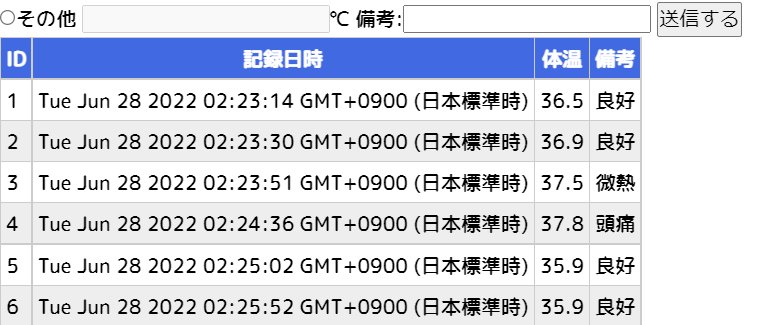 その他 ℃ 備考: 送信する
ID 記録日時 体温 備考
1 Tue Jun 28 2022 02:23:14 GMT+0900 (日本標準時) 36.5 良好
2 Tue Jun 28 2022 02:23:30 GMT+0900 (日本標準時) 36.9 良好
3 Tue Jun 28 2022 02:23:51 GMT+0900 (日本標準時) 37.5 微熱
4 Tue Jun 28 2022 02:24:36 GMT+0900 (日本標準時) 37.8 頭痛
5 Tue Jun 28 2022 02:25:02 GMT+0900 (日本標準時) 35.9 良好
6 Tue Jun 28 2022 02:25:52 GMT+0900 (日本標準時) 35.9 良好